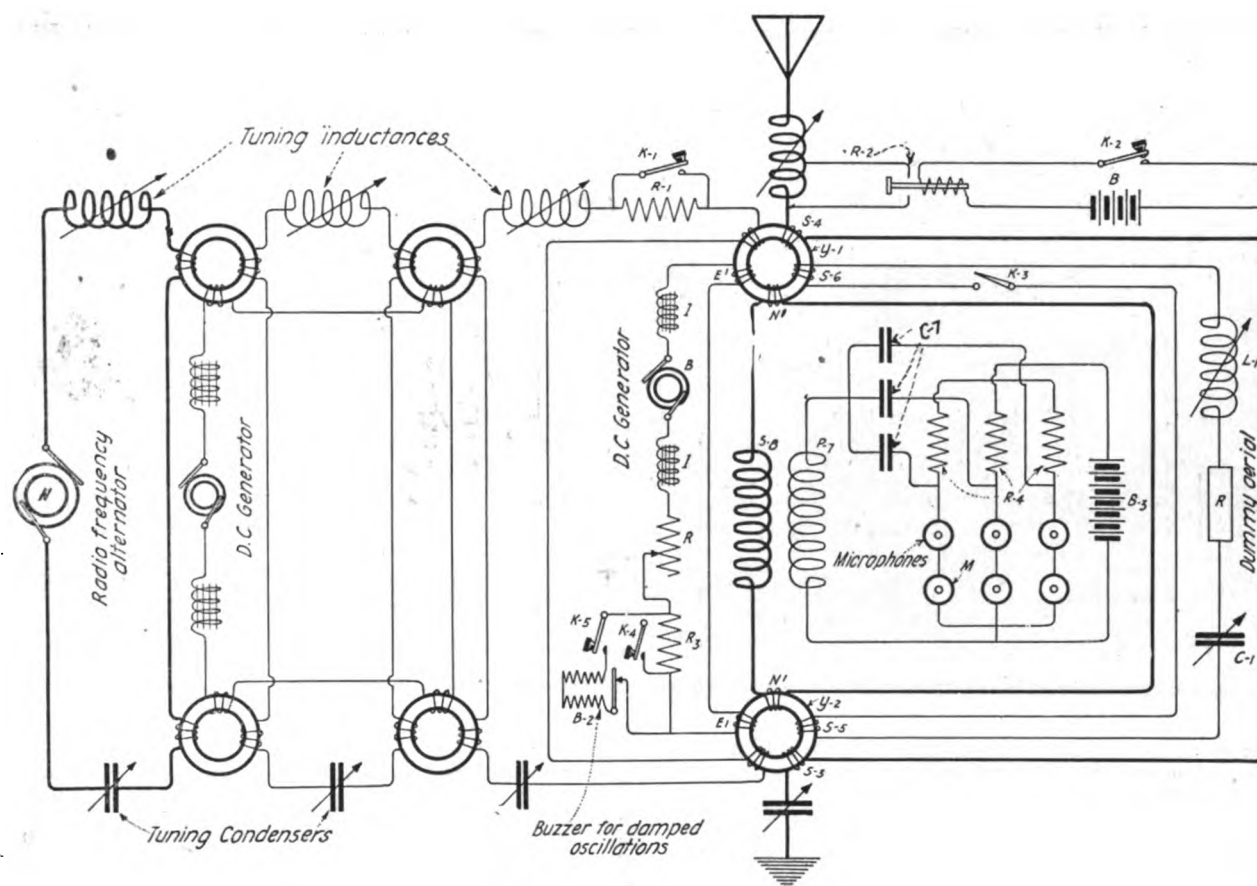 Tuning inductances
K-1
R-1
R-2
K-2
B
S-4
Y-1
E'
S-6
K-3
I
N"
C-7
D.C Generator
B
L-1
S-8
P-7
I
H
Radio frequency
alternator
D.C Generator
R-4
B-3
R
Dummy aerial
Microphones
M
R
K-5
K-4
R3
C-1
B-2
N'
Y-2
E1
S-5
S-3
Tuning Condensers
Buzzer for damped
oscillations